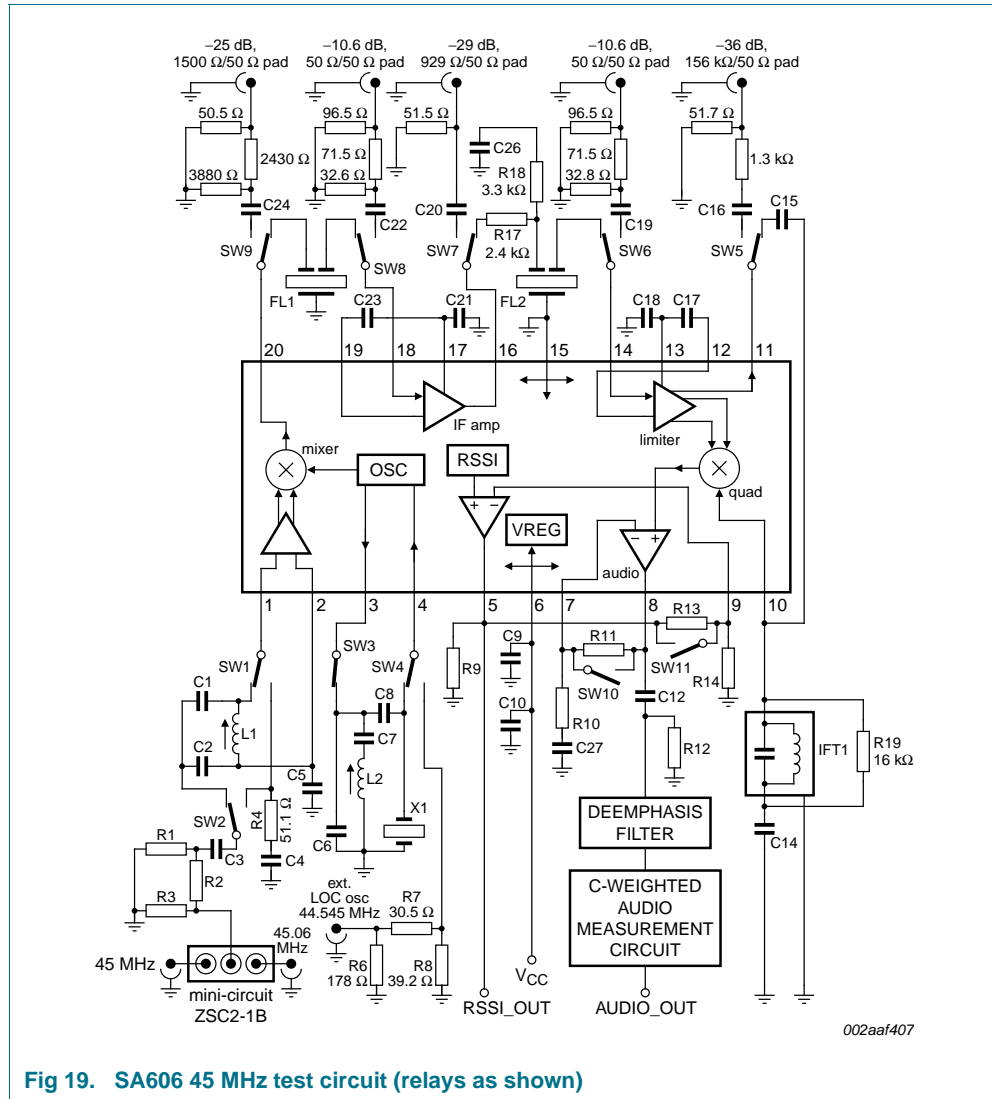 –25 dB, –10.6 dB, –29 dB, –10.6 dB, –36 dB,
1500 Ω/50 Ω pad 50 Ω/50 Ω pad 929 Ω/50 Ω pad 50 Ω/50 Ω pad 156 kΩ/50 Ω pad
50.5 Ω 96.5 Ω 51.5 Ω 96.5 Ω 51.7 Ω
C26
2430 Ω 71.5 Ω R18 71.5 Ω 1.3 kΩ
3.3 kΩ
3880 Ω 32.6 Ω 32.8 Ω
C24 C22 C20 C19 C16 C15
R17
2.4 kΩ
SW9 SW8 SW7 SW6 SW5
FL1 FL2
C23 C21 C18 C17
20 19 18 17 16 15 14 13 12 11
IF amp limiter
mixer
OSC RSSI quad
+ –
VREG
– +
audio
1 2 3 4 5 6 7 8 9 10
SW1 SW3 SW4 R9 C9 R11 R13
SW10 SW11 R14
C1 L1 C8 C10 R10 C12
C2 C7 C27 R12
C5 L2 IFT1 R19
16 kΩ
SW2 R4 51.1 Ω C6 X1 C14
R1 C3 C4
R2
R3
DEEMPHASIS
FILTER
ext.
LOC osc
44.545 MHz
R7
30.5 Ω
R6
178 Ω
R8
39.2 Ω
C-WEIGHTED
AUDIO
MEASUREMENT
CIRCUIT
45 MHz
45.06
MHz
mini-circuit
ZSC2-1B
VCC
RSSI_OUT AUDIO_OUT
002aaf407
Fig 19. SA606 45 MHz test circuit (relays as shown)